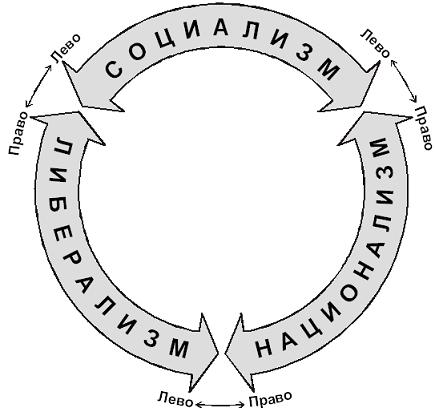 СОЦИАЛИЗМ
Лево
Право
Лево
Право
ЛИБЕРАЛИЗМ
НАЦИОНАЛИЗМ
Лево
Право